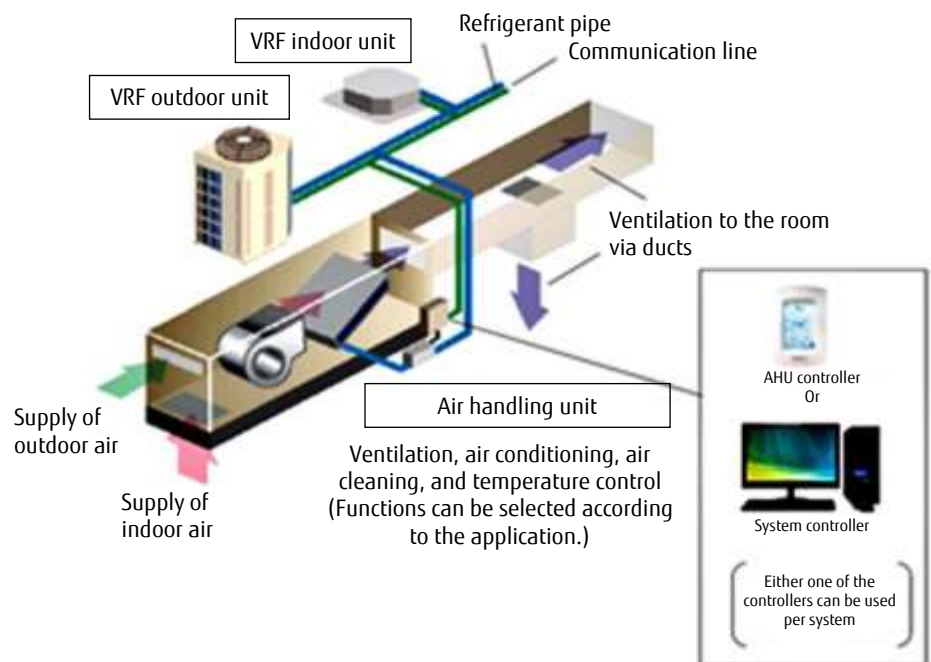 Refrigerant pipe
VRF indoor unit
Communication line
VRF outdoor unit
Ventilation to the room
via ducts
AHU controller
Or
Air handling unit
Supply of
outdoor air
Ventilation, air conditioning, air
cleaning, and temperature control
(Functions can be selected according
to the application.)
Supply of
indoor air
System controller
Either one of the
controllers can be used
per system